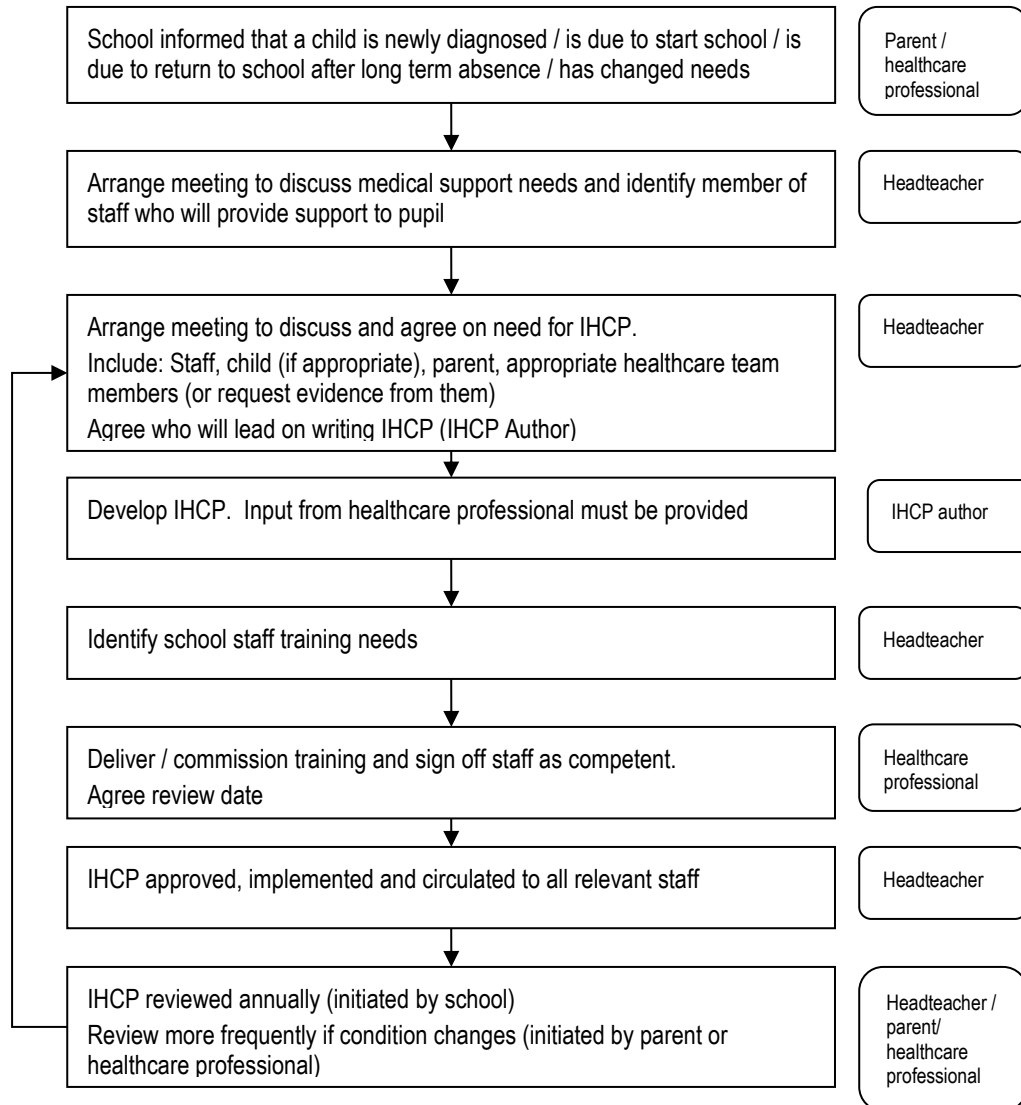 School informed that a child is newly diagnosed / is due to start school / is
due to return to school after long term absence / has changed needs
Parent /
healthcare
professional
Arrange meeting to discuss medical support needs and identify member of
staff who will provide support to pupil
Headteacher
Arrange meeting to discuss and agree on need for IHCP.
Include: Staff, child (if appropriate), parent, appropriate healthcare team
members (or request evidence from them)
Agree who will lead on writing IHCP (IHCP Author)
Headteacher
Develop IHCP.  Input from healthcare professional must be provided
IHCP author
Identify school staff training needs
Headteacher
Deliver / commission training and sign off staff as competent.
Agree review date
Healthcare
professional
IHCP approved, implemented and circulated to all relevant staff
Headteacher
IHCP reviewed annually (initiated by school)
Review more frequently if condition changes (initiated by parent or
healthcare professional)
Headteacher /
parent/
healthcare
professional